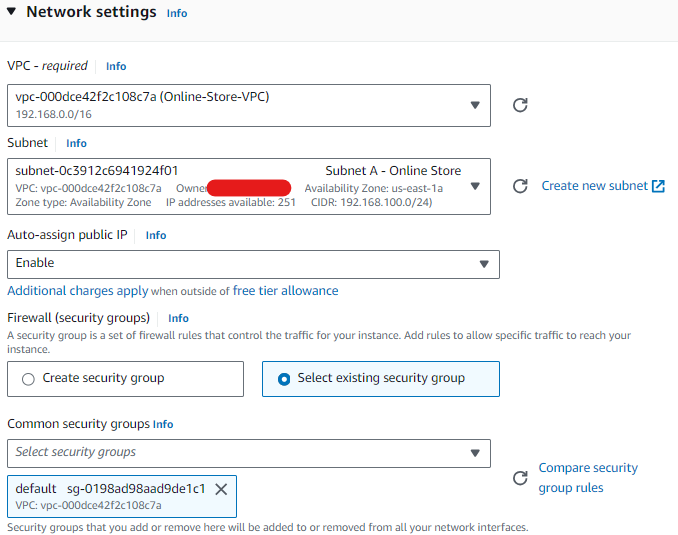 Network settings Info
VPC - required Info
vpc-000dce42f2c108c7a (Online-Store-VPC)
192.168.0.0/16
Subnet Info
subnet-0c3912c6941924f01 Subnet A - Online Store
VPC: vpc-000dce42f2c108c7a Owner Availability Zone: us-east-1a
Zone type: Availability Zone IP addresses available: 251 CIDR: 192.168.100.0/24)
Create new subnet
Auto-assign public IP Info
Enable
Additional charges apply when outside of free tier allowance
Firewall (security groups) Info
A security group is a set of firewall rules that control the traffic for your instance. Add rules to allow specific traffic to reach your
instance.
Create security group
Select existing security group
Common security groups Info
Select security groups
Compare security
group rules
default sg-0198ad98aad9de1c1
VPC: vpc-000dce42f2c108c7a
Security groups that you add or remove here will be added to or removed from all your network interfaces.